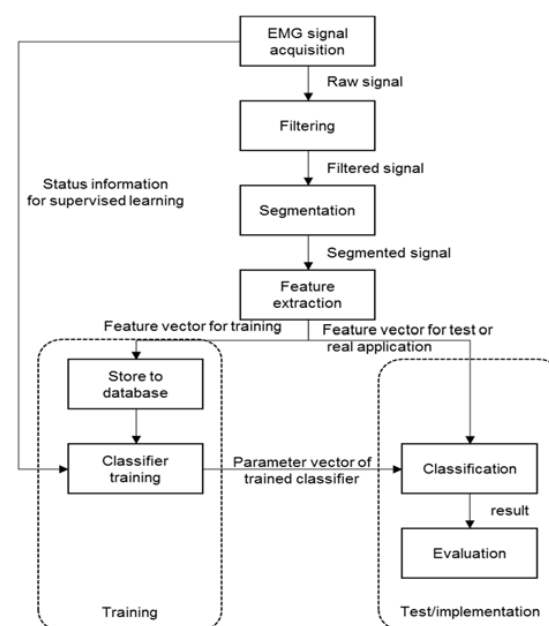 EMG signal
acquisition
Raw signal
Filtering
Filtered signal
Status information
for supervised learning
Segmentation
Segmented signal
Feature
extraction
Feature vector for training
Feature vector for test or
real application
Store to
database
Classifier
training
Parameter vector of
trained classifier
Classification
result
Evaluation
Training
Test/implementation